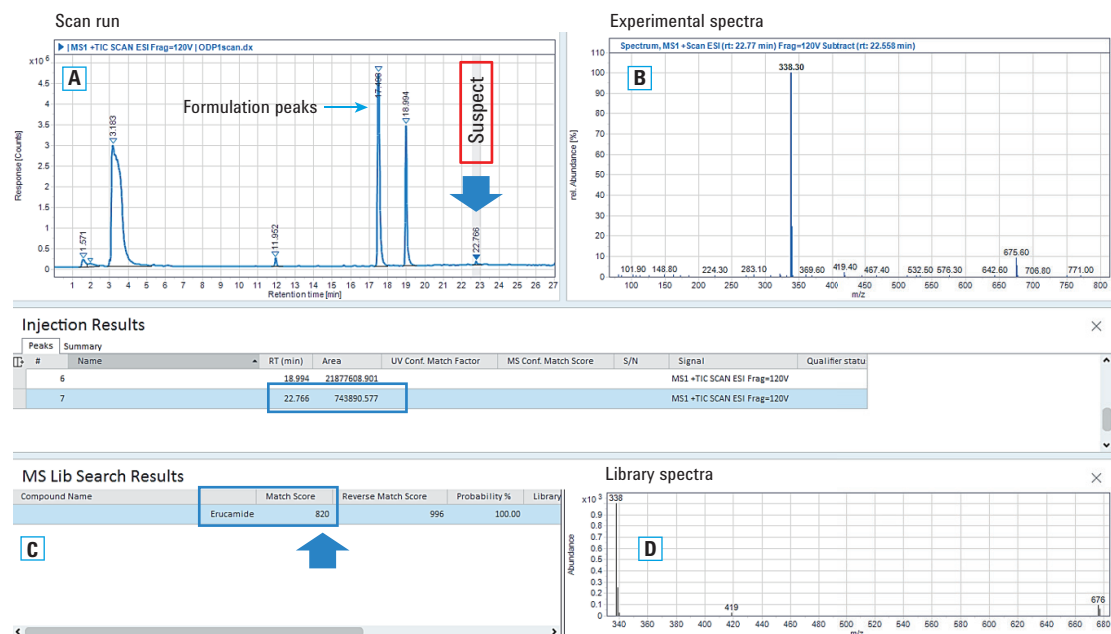 Scan run
Experimental spectra
| MS1 +TIC SCAN ESI Frag=120V | ODP1scan.dx
x10 6
A
4.5
4
3.5
3
2.5
2
1.5
1
0.5
0
Response [Counts]
1.571
3.183
11.952
Formulation peaks
18.994
Suspect
22.766
1 2 3 4 5 6 7 8 9 10 11 12 13 14 15 16 17 18 19 20 21 22 23 24 25 26 27
Retention time [min]
Spectrum, MS1 +Scan ESI (rt: 22.77 min) Frag=120V Subtract (rt: 22.558 min)
B
110
100
90
80
70
60
50
40
30
20
10
0
rel. Abundance [%]
338.30
675.60
101.90 148.80 224.30 283.10 369.60 419.40 467.40 532.50 576.30 642.60 706.80 771.00
100 150 200 250 300 350 400 450 500 550 600 650 700 750 800
m/z
Injection Results
Peaks Summary
# Name RT (min) Area UV Conf. Match Factor MS Conf. Match Score S/N Signal Qualifier statu
6 18.994 21877608.901 MS1 +TIC SCAN ESI Frag=120V
7 22.766 743890.577 MS1 +TIC SCAN ESI Frag=120V
MS Lib Search Results
Compound Name Match Score Reverse Match Score Probability % Library
Erucamide 820 996 100.00
C
Library spectra
x10 3
338
D
0.9
0.8
0.7
0.6
0.5
0.4
0.3
0.2
0.1
0
Abundance
419
676
340 360 380 400 420 440 460 480 500 520 540 560 580 600 620 640 660 680
m/z